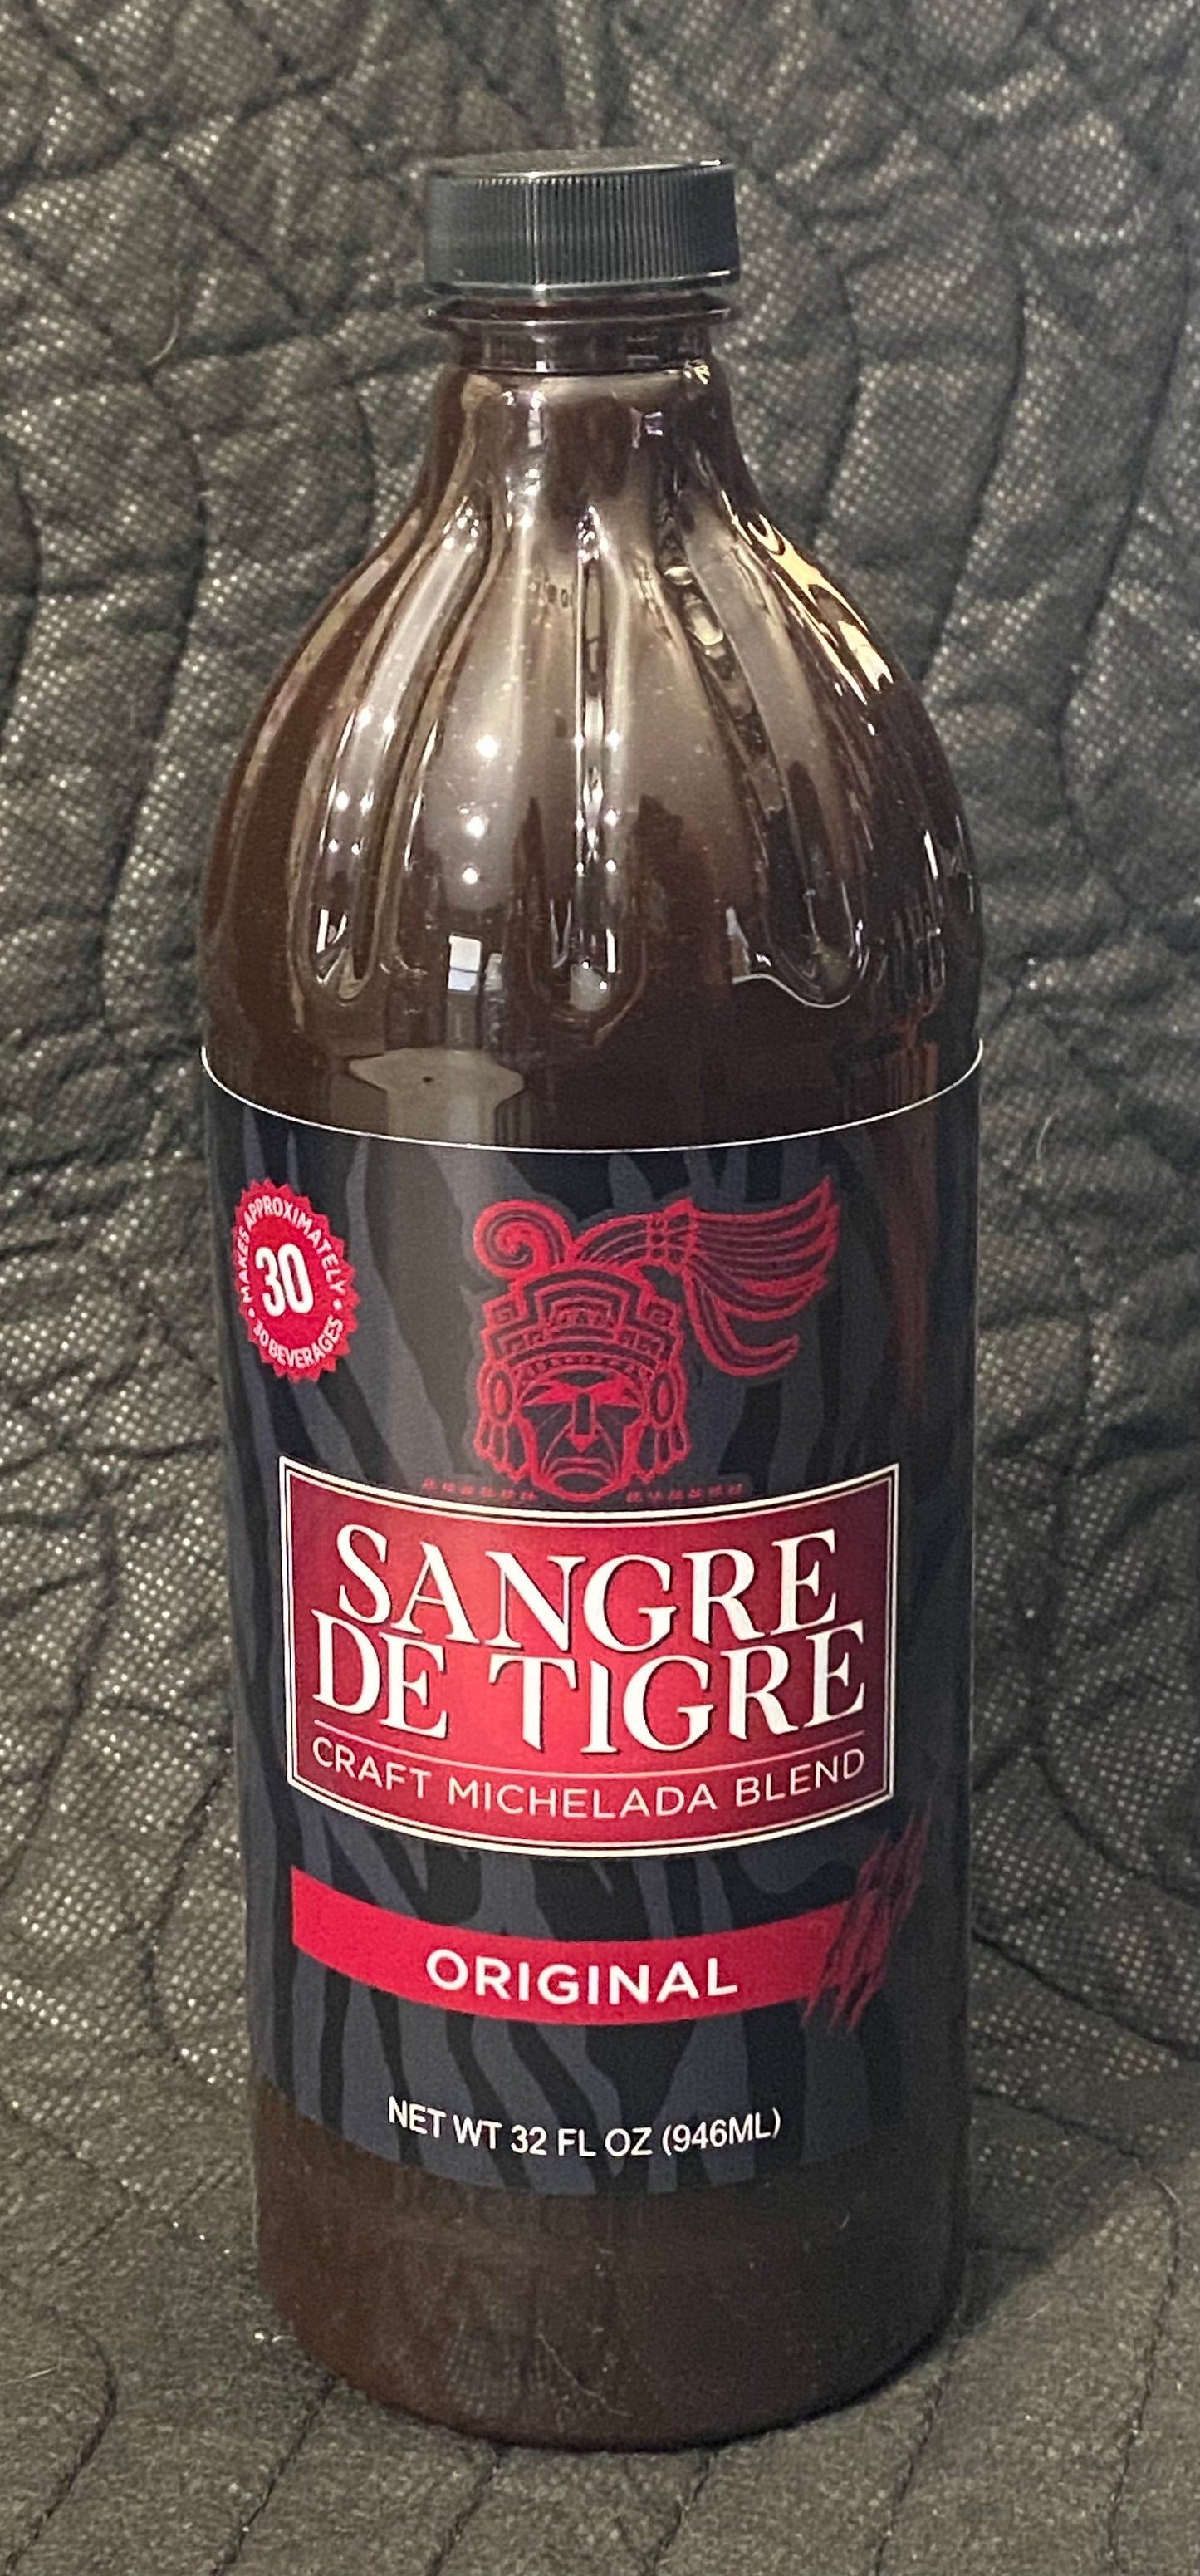 MAKES APPROXIMATELY
30
30 BEVERAGES
SANGRE
DE TIGRE
CRAFT MICHELADA BLEND
ORIGINAL
NET WT 32 FL OZ (946ML)